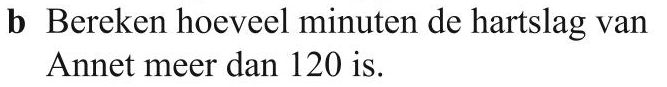 b Bereken hoeveel minuten de hartslag van
Annet meer dan 120 is.